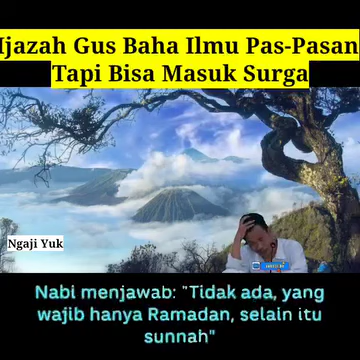 Ijazah Gus Baha Ilmu Pas-Pasan
Tapi Bisa Masuk Surga
Ngaji Yuk
Nabi menjawab: "Tidak ada, yang
wajib hanya Ramadan, selain itu
sunnah"